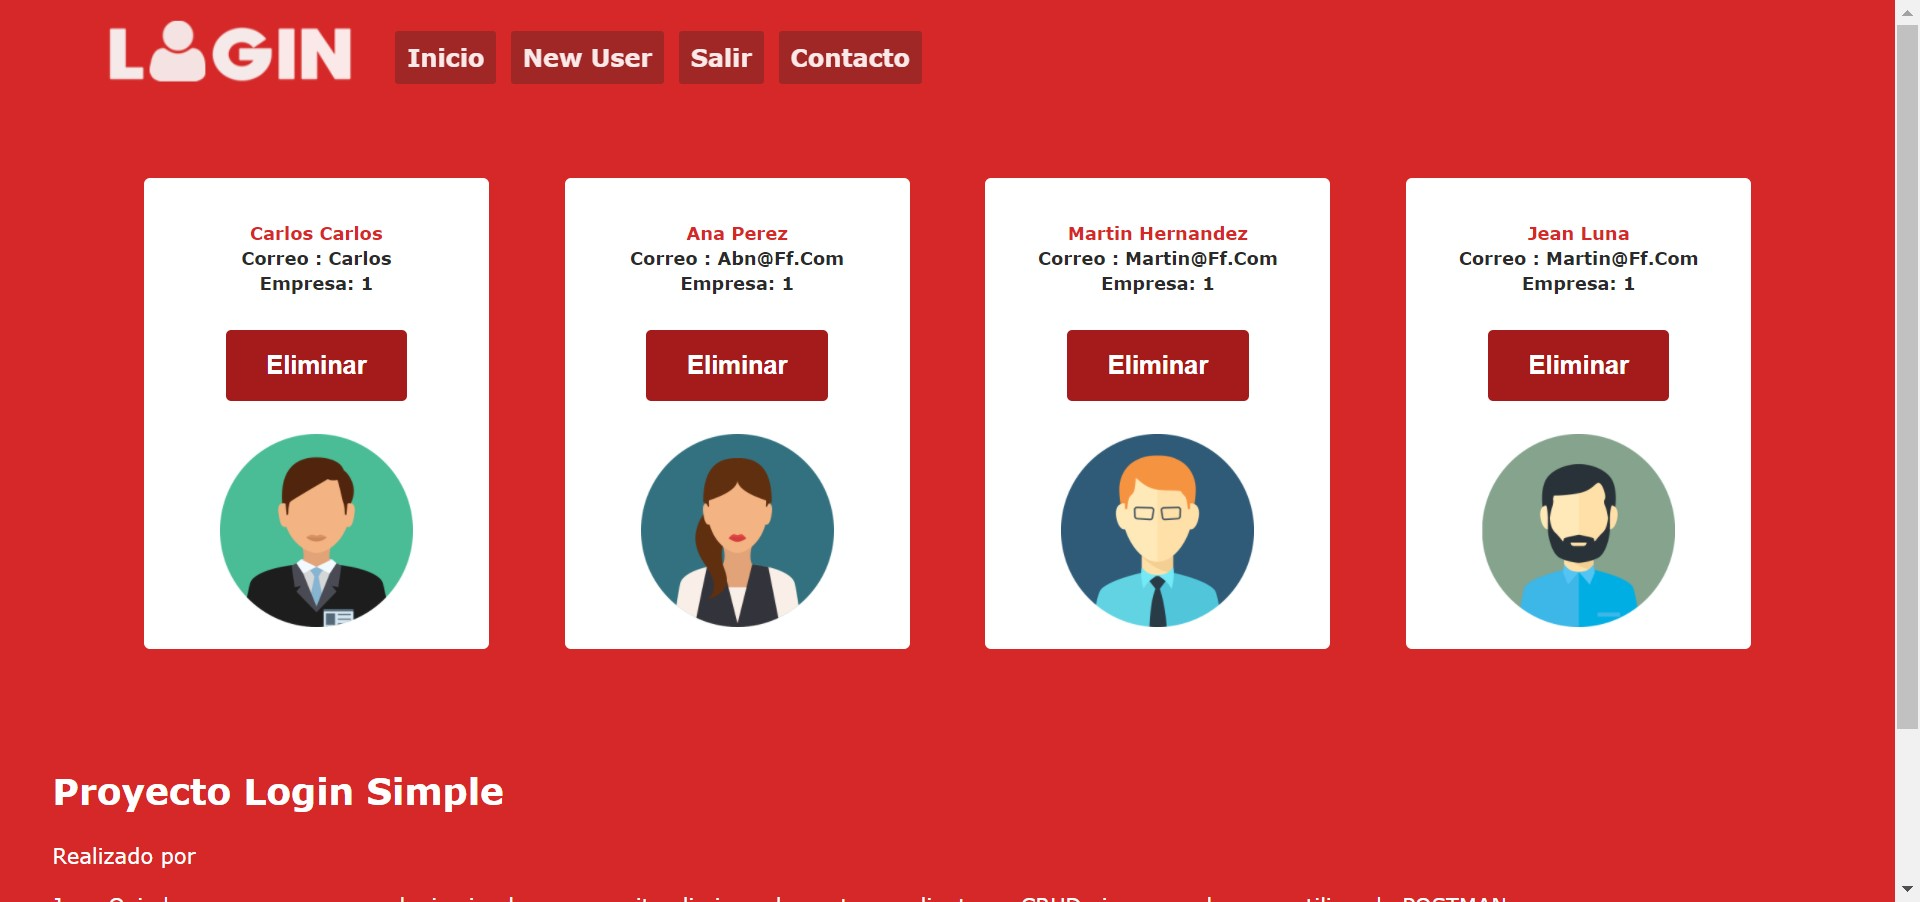 LOGIN
Inicio
New User
Salir
Contacto
Carlos Carlos
Correo : Carlos
Empresa: 1
Eliminar
Ana Perez
Correo : Abn@Ff.Com
Empresa: 1
Eliminar
Martin Hernandez
Correo : Martin@Ff.Com
Empresa: 1
Eliminar
Jean Luna
Correo : Martin@Ff.Com
Empresa: 1
Eliminar
Proyecto Login Simple
Realizado por
CRUD POSTMAN